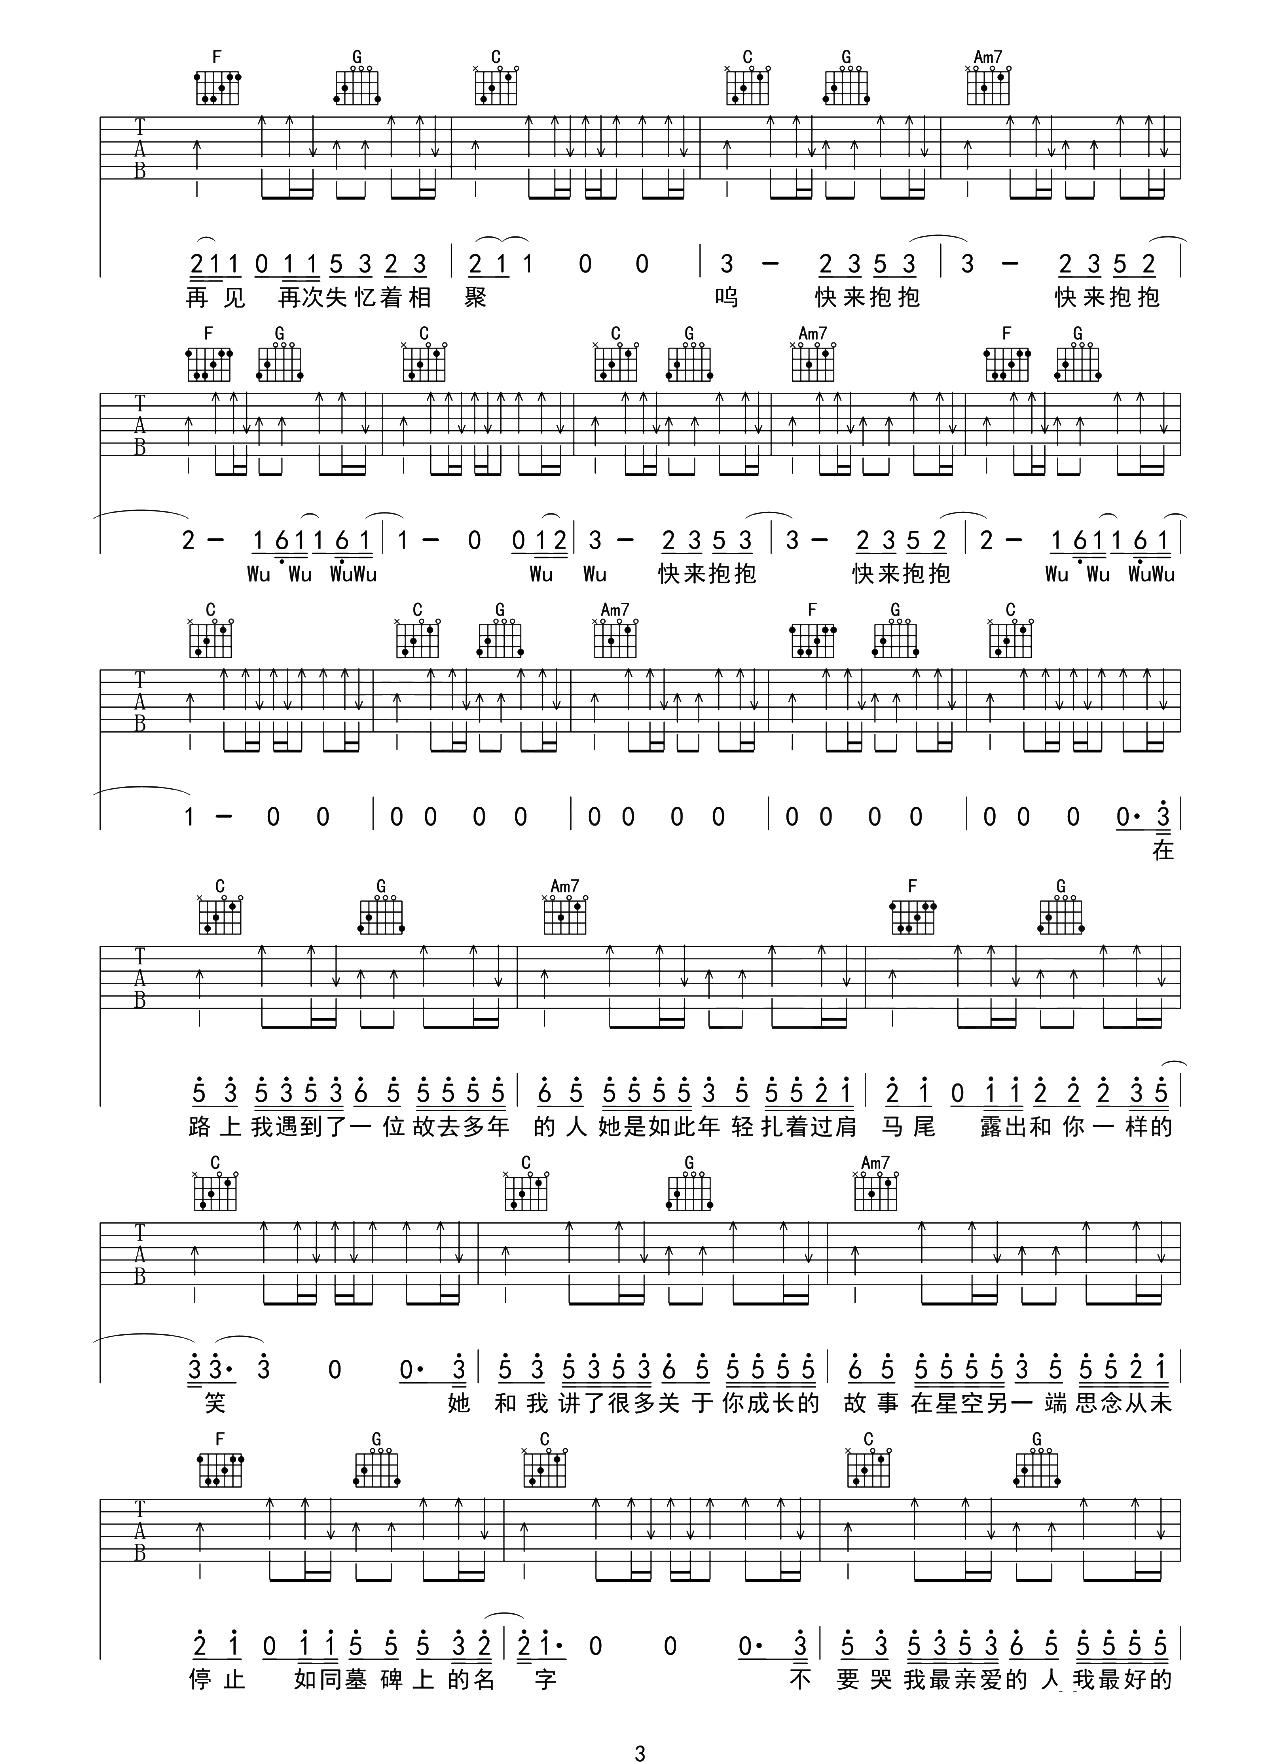 F G C C G Am7
T
A
B
2 1 1 0 1 1 5 3 2 3 | 2 1 1 0 0 | 3 - 2 3 5 3 | 3 - 2 3 5 2 |
再 见 再次失 忆着相 聚 呜 快来抱抱 快来抱抱
F G C C G Am7 F G
T
A
B
2 - 1 6 1 1 6 1 | 1 - 0 0 1 2 | 3 - 2 3 5 3 | 3 - 2 3 5 2 | 2 - 1 6 1 1 6 1 |
Wu Wu WuWu Wu Wu 快来抱抱 快来抱抱 Wu Wu WuWu
C C G Am7 F G C
T
A
B
1 - 0 0 | 0 0 0 0 | 0 0 0 0 | 0 0 0 0 | 0 0 0 0· 3 |
在
C G Am7 F G
T
A
B
5 3 5 3 5 3 6 5 5 5 5 5 | 6 5 5 5 5 5 3 5 5 5 2 1 | 2 1 0 1 1 2 2 2 3 5 |
路上我遇到了一位故去多年 的人她是如此年轻扎着过肩 马尾 露出和你一样的
C C G Am7
T
A
B
3 3· 3 0 0· 3 | 5 3 5 3 5 3 6 5 5 5 5 5 | 6 5 5 5 5 5 3 5 5 5 2 1 |
笑 她 和我讲了很多关于你成长的 故事在星空另一端思念从未
F G C C G
T
A
B
2 1 0 1 1 5 5 5 3 2 | 2 1· 0 0 0· 3 | 5 3 5 3 5 3 6 5 5 5 5 5
停止 如同墓碑上的名 字 不 要哭我最亲爱的人我最好的
3